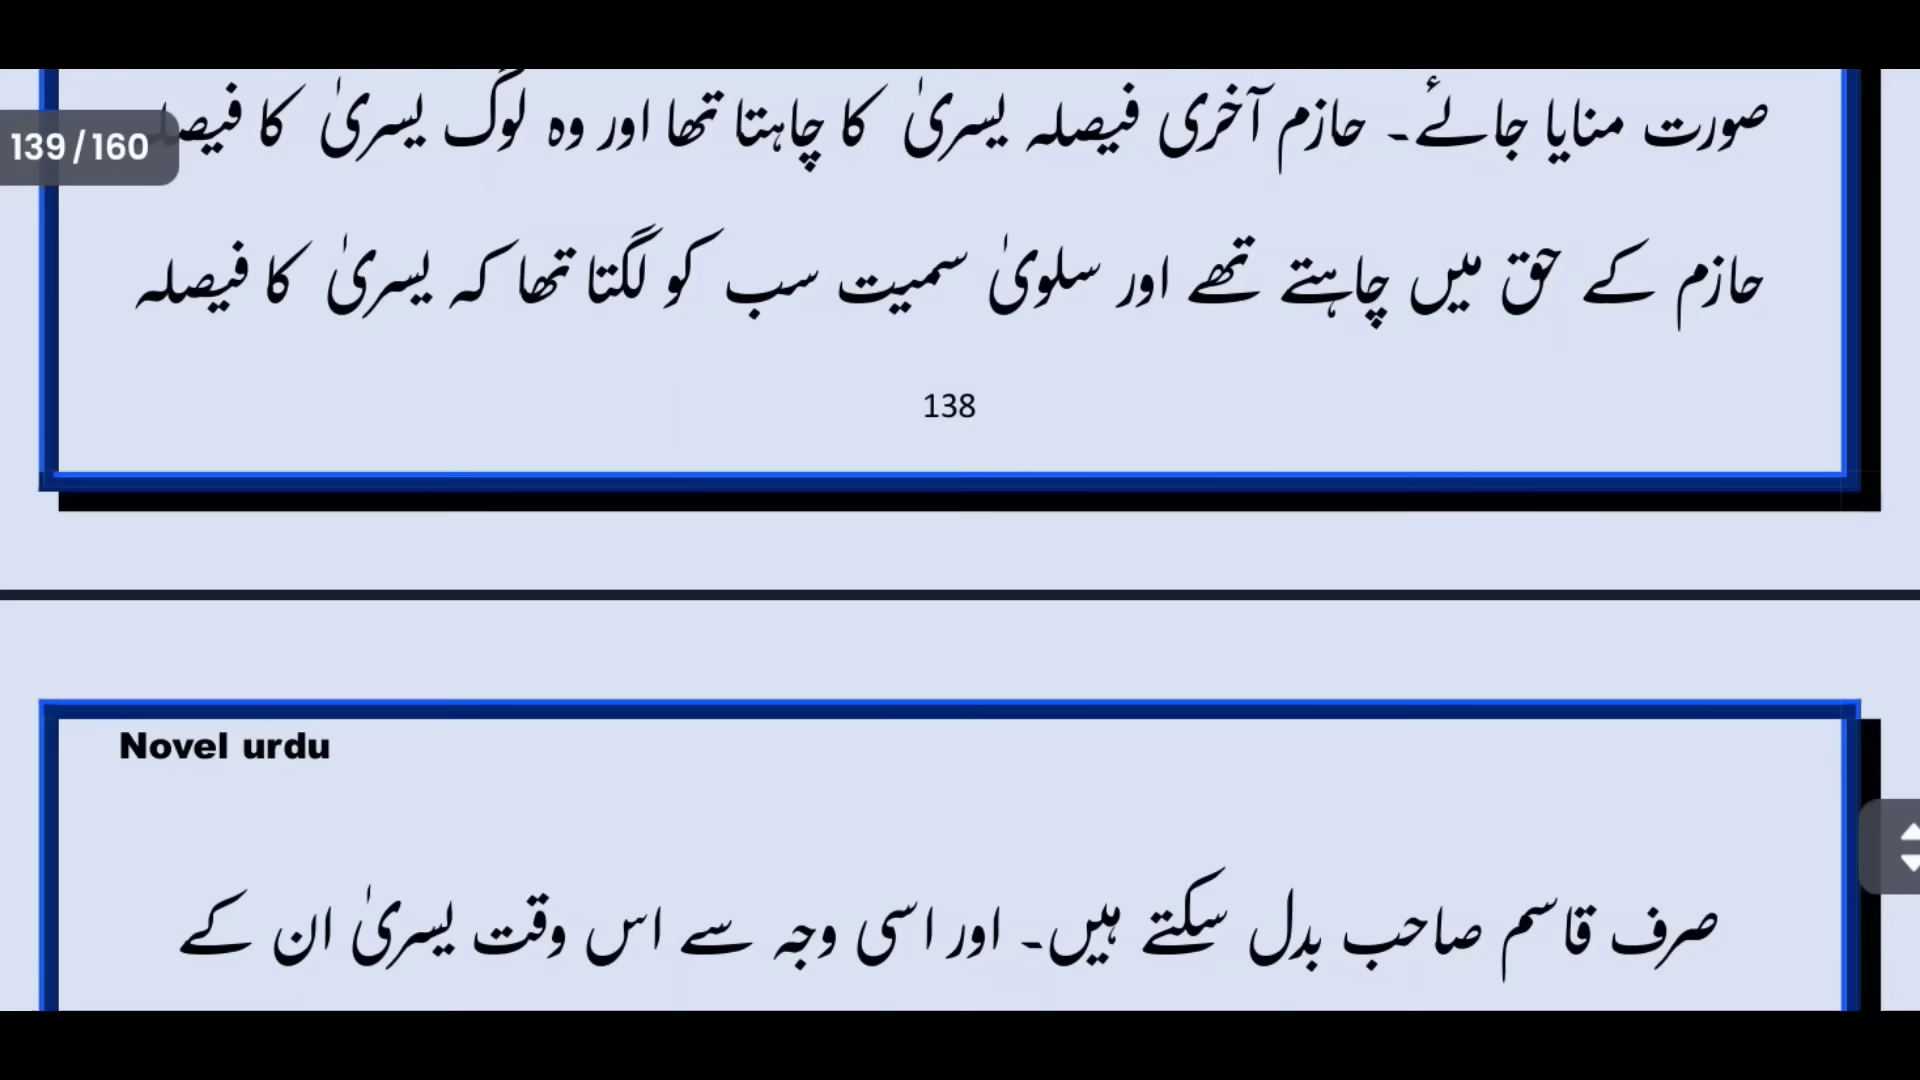 صورت منایا جائے۔ حازم آخری فیصلہ یسریٰ کا چاہتا تھا اور وہ لوگ یسریٰ کا فیصلہ
139/160
حازم کے حق میں چاہتے تھے اور سلویٰ سمیت سب کو لگتا تھا کہ یسریٰ کا فیصلہ
138
Novel urdu
صرف قاسم صاحب بدل سکتے ہیں۔ اور اسی وجہ سے اس وقت یسریٰ ان کے